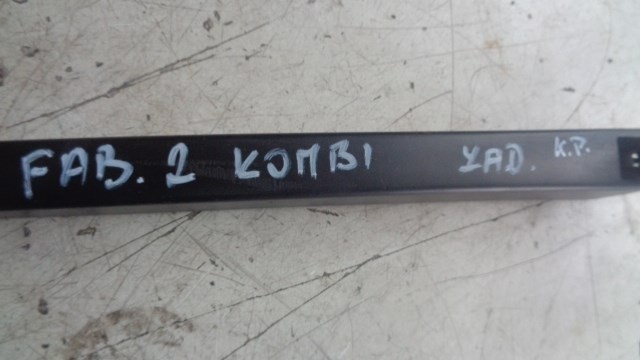 FAB. 2 KOMBI ZAD. K.P.